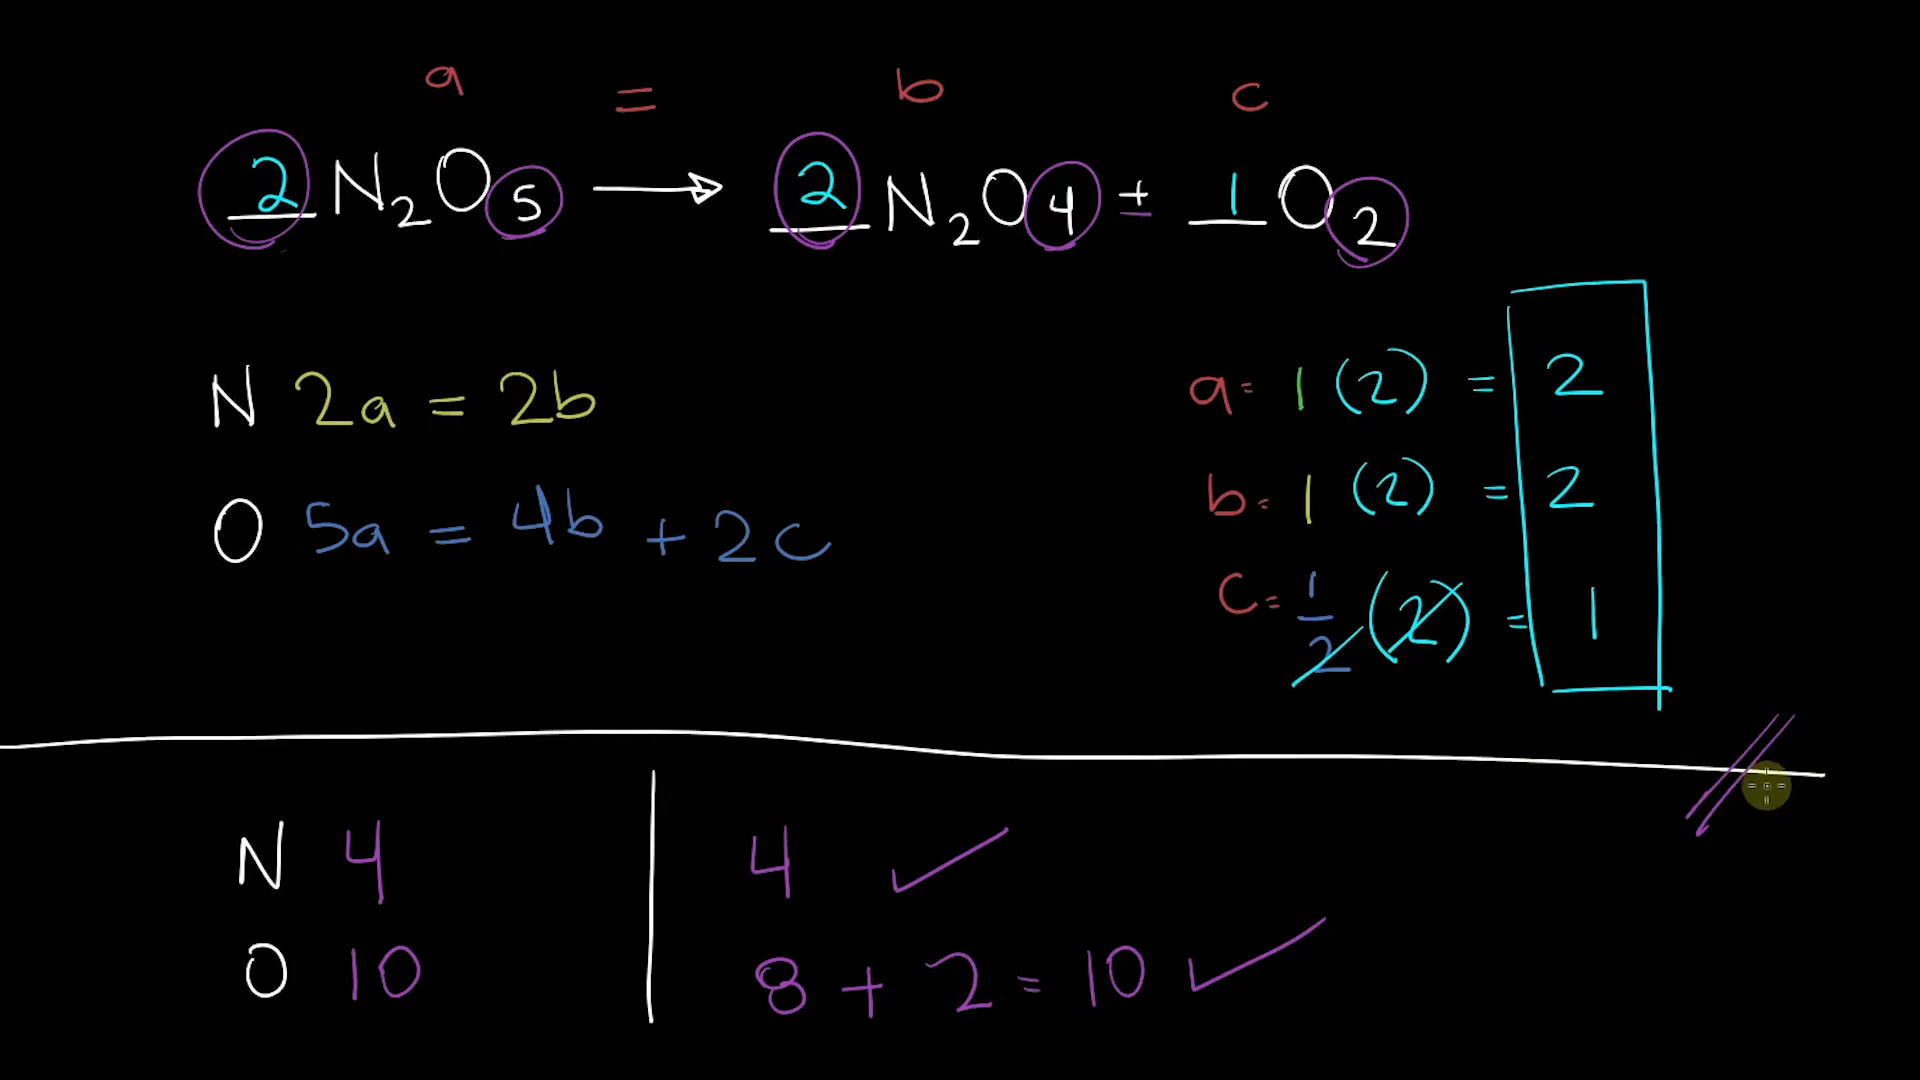 a = b c
2 N₂O₅ → 2 N₂O₄ + 1 O₂
N 2a = 2b
O 5a = 4b + 2c
a = 1 (2) = 2
b = 1 (2) = 2
c = 1/2 (2) = 1
N 4 | 4 ✓
O 10 | 8 + 2 = 10 ✓